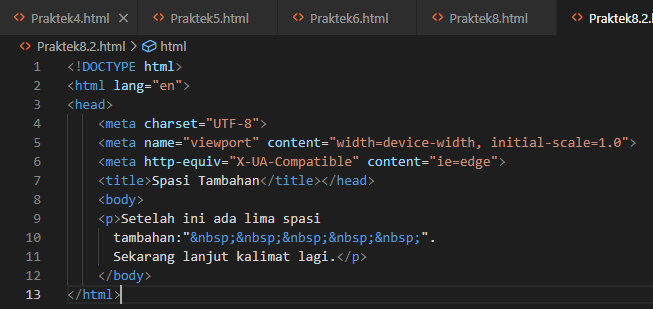 Praktek4.html Praktek5.html Praktek6.html Praktek8.html Praktek8.2.
Praktek8.2.html > html
1 <!DOCTYPE html>
2 <html lang="en">
3 <head>
4 <meta charset="UTF-8">
5 <meta name="viewport" content="width=device-width, initial-scale=1.0">
6 <meta http-equiv="X-UA-Compatible" content="ie=edge">
7 <title>Spasi Tambahan</title></head>
8 <body>
9 <p>Setelah ini ada lima spasi
10 tambahan:"&nbsp;&nbsp;&nbsp;&nbsp;&nbsp;".
11 Sekarang lanjut kalimat lagi.</p>
12 </body>
13 </html>